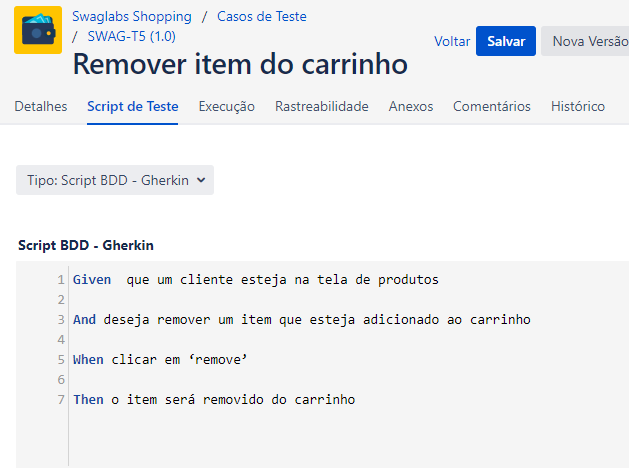 Swaglabs Shopping / Casos de Teste
/ SWAG-T5 (1.0)
Voltar Salvar Nova Versão
Remover item do carrinho
Detalhes Script de Teste Execução Rastreabilidade Anexos Comentários Histórico
Tipo: Script BDD - Gherkin
Script BDD - Gherkin
1 Given  que um cliente esteja na tela de produtos
2
3 And deseja remover um item que esteja adicionado ao carrinho
4
5 When clicar em ‘remove’
6
7 Then o item será removido do carrinho